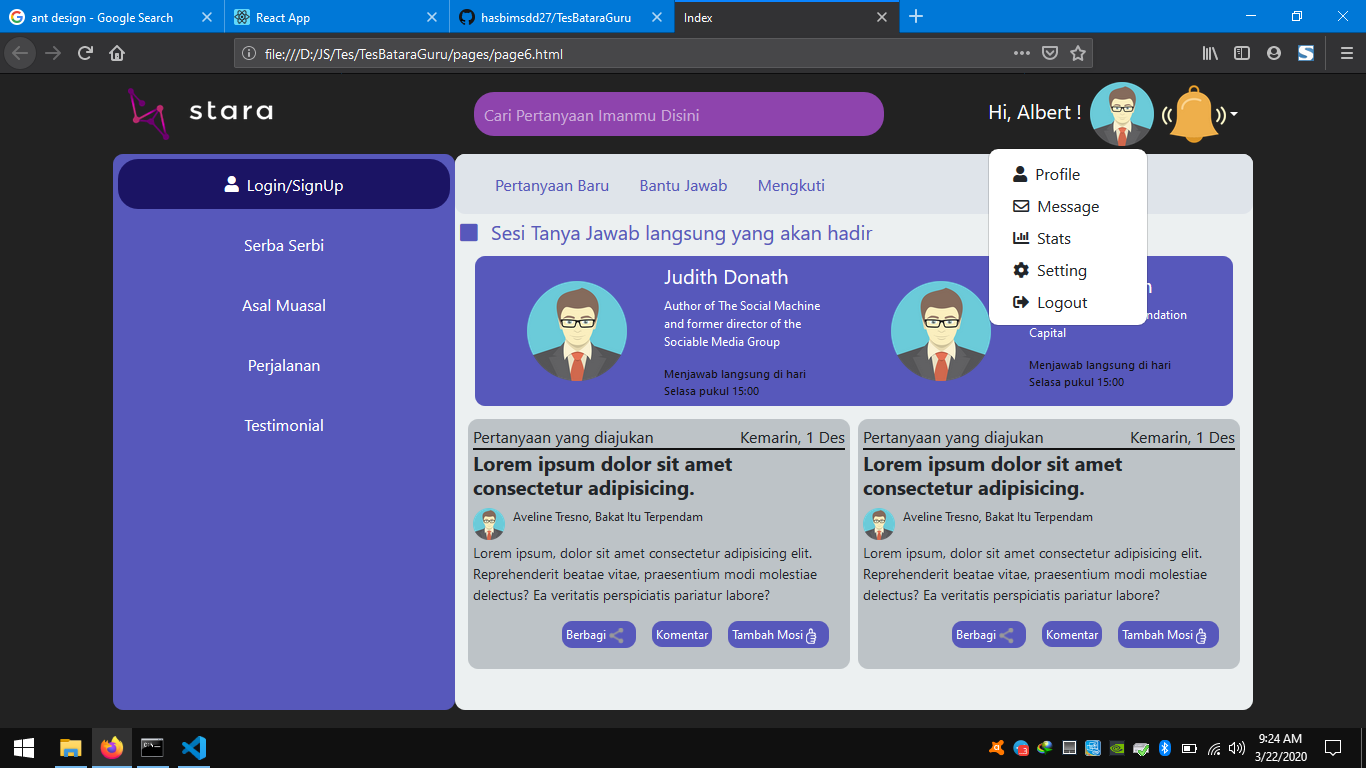 ant design - Google Search
React App
hasbimsdd27/TesBataraGuru
Index
file:///D:/JS/Tes/TesBataraGuru/pages/page6.html
stara
Cari Pertanyaan Imanmu Disini
Hi, Albert !
Profile
Message
Stats
Setting
Logout
Login/SignUp
Serba Serbi
Asal Muasal
Perjalanan
Testimonial
Pertanyaan Baru
Bantu Jawab
Mengkuti
Sesi Tanya Jawab langsung yang akan hadir
Judith Donath
Author of The Social Machine
and former director of the
Sociable Media Group
Menjawab langsung di hari
Selasa pukul 15:00
Capital
Menjawab langsung di hari
Selasa pukul 15:00
Pertanyaan yang diajukan
Kemarin, 1 Des
Lorem ipsum dolor sit amet
consectetur adipisicing.
Aveline Tresno, Bakat Itu Terpendam
Lorem ipsum, dolor sit amet consectetur adipisicing elit.
Reprehenderit beatae vitae, praesentium modi molestiae
delectus? Ea veritatis perspiciatis pariatur labore?
Berbagi
Komentar
Tambah Mosi
Pertanyaan yang diajukan
Kemarin, 1 Des
Lorem ipsum dolor sit amet
consectetur adipisicing.
Aveline Tresno, Bakat Itu Terpendam
Lorem ipsum, dolor sit amet consectetur adipisicing elit.
Reprehenderit beatae vitae, praesentium modi molestiae
delectus? Ea veritatis perspiciatis pariatur labore?
Berbagi
Komentar
Tambah Mosi
9:24 AM
3/22/2020